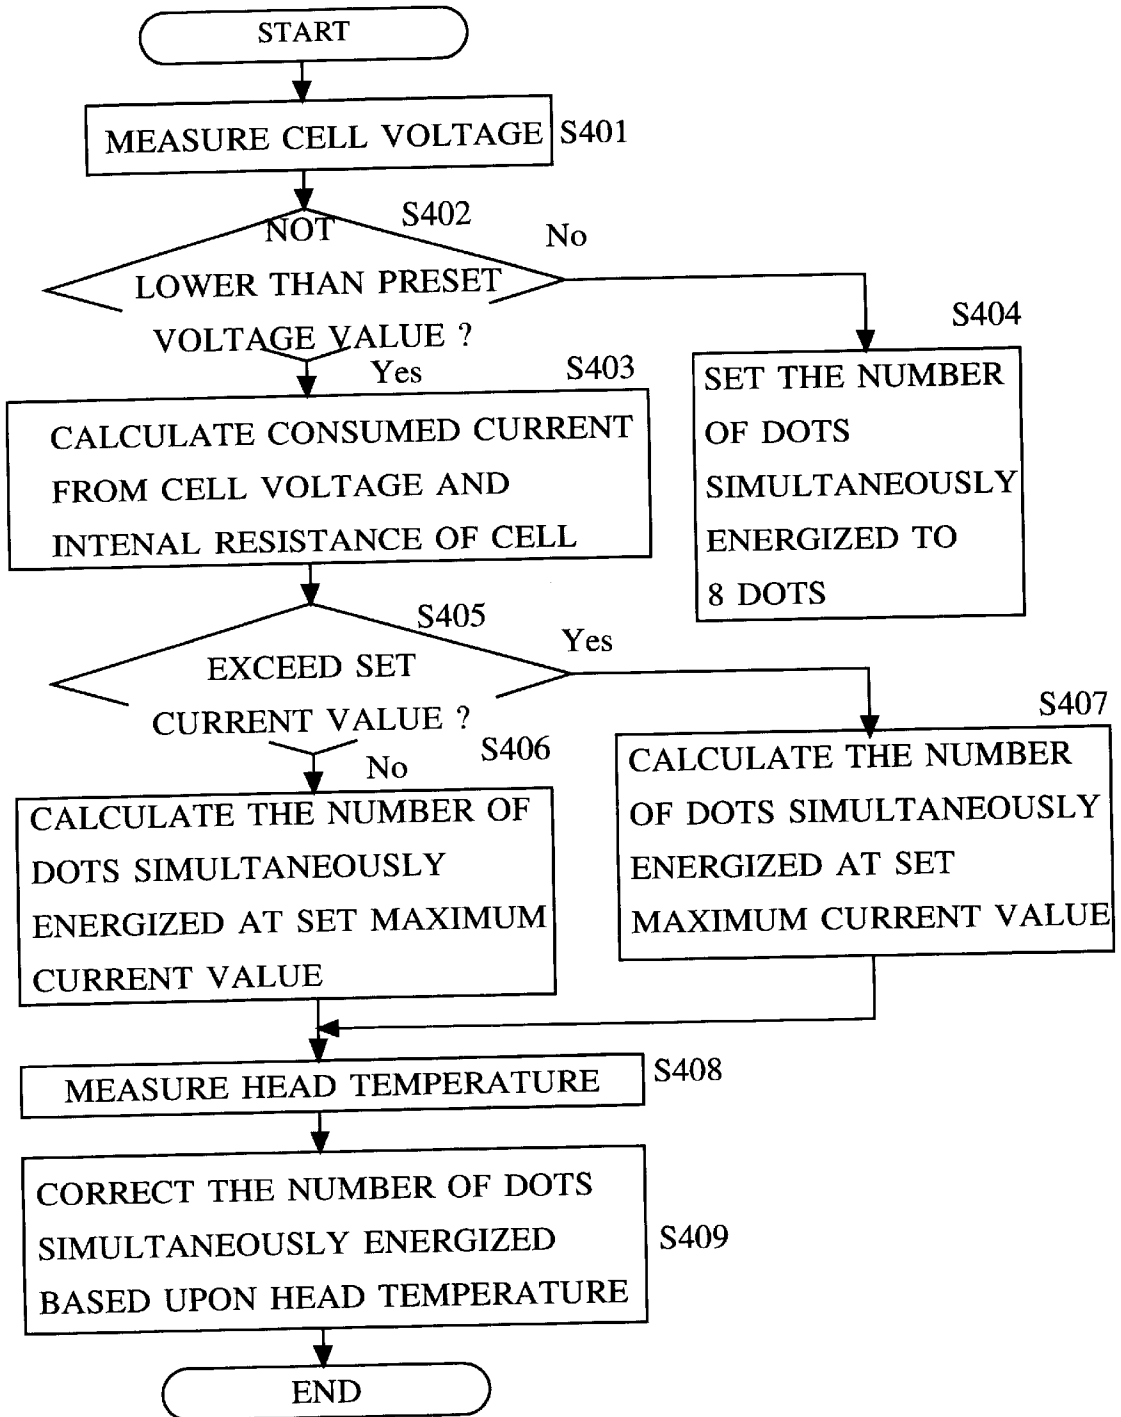 START
MEASURE CELL VOLTAGE
S401
S402
NOT
LOWER THAN PRESET
VOLTAGE VALUE ?
No
Yes
S403
CALCULATE CONSUMED CURRENT
FROM CELL VOLTAGE AND
INTENAL RESISTANCE OF CELL
S404
SET THE NUMBER
OF DOTS
SIMULTANEOUSLY
ENERGIZED TO
8 DOTS
S405
EXCEED SET
CURRENT VALUE ?
Yes
No
S406
CALCULATE THE NUMBER OF
DOTS SIMULTANEOUSLY
ENERGIZED AT SET MAXIMUM
CURRENT VALUE
S407
CALCULATE THE NUMBER
OF DOTS SIMULTANEOUSLY
ENERGIZED AT SET
MAXIMUM CURRENT VALUE
MEASURE HEAD TEMPERATURE
S408
CORRECT THE NUMBER OF DOTS
SIMULTANEOUSLY ENERGIZED
BASED UPON HEAD TEMPERATURE
S409
END